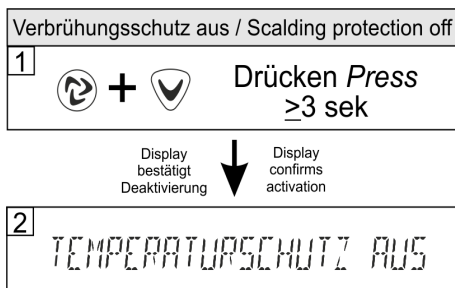 Verbrühungsschutz aus / Scalding protection off
1
+ Drücken Press
≥3 sek
Display Display
bestätigt confirms
Deaktivierung activation
2
TEMPERATURSCHUTZ AUS